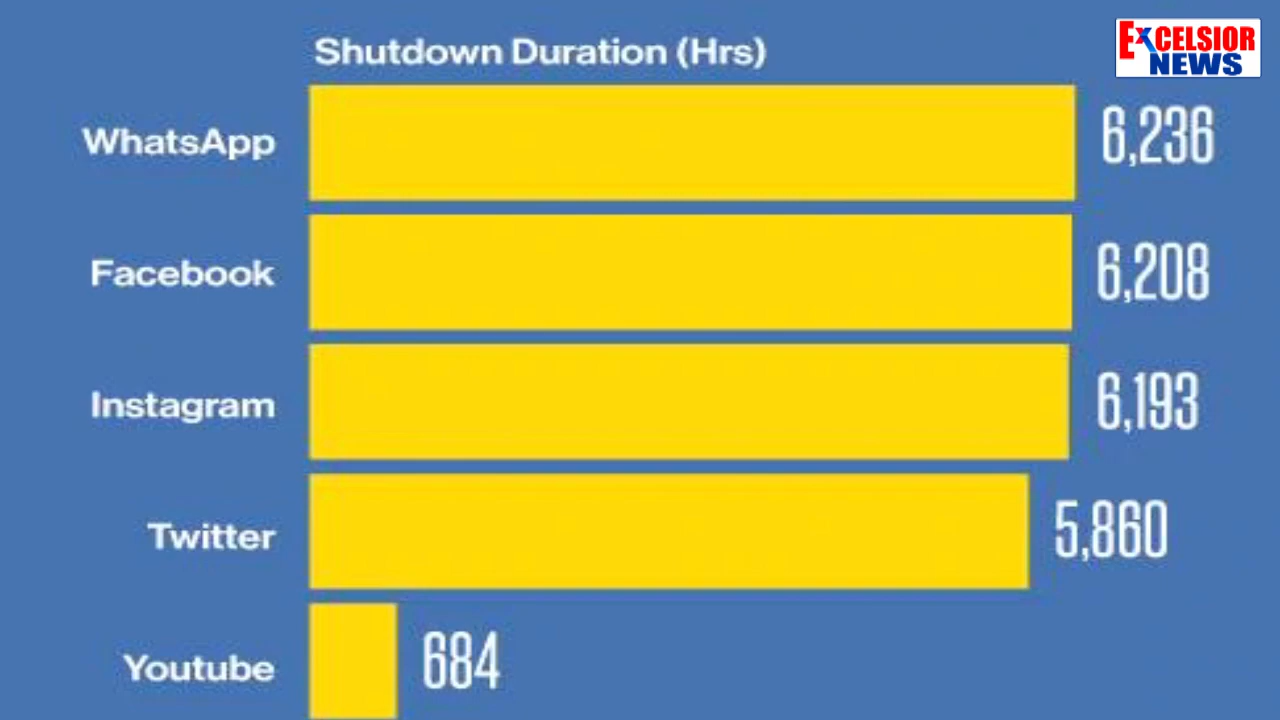 Shutdown Duration (Hrs)
EXCELSIOR
NEWS
WhatsApp 6,236
Facebook 6,208
Instagram 6,193
Twitter 5,860
Youtube 684